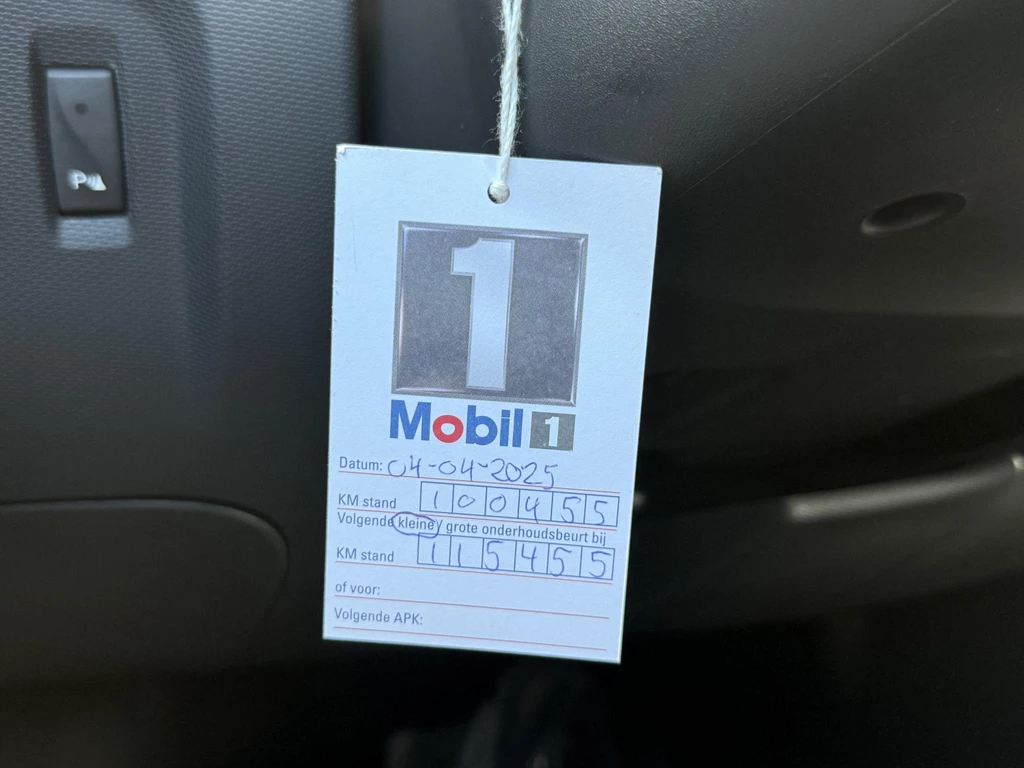 P
1
Mobil 1
Datum: 04-04-2025
KM stand 100455
Volgende kleine / grote onderhoudsbeurt bij
KM stand 115455
of voor:
Volgende APK: